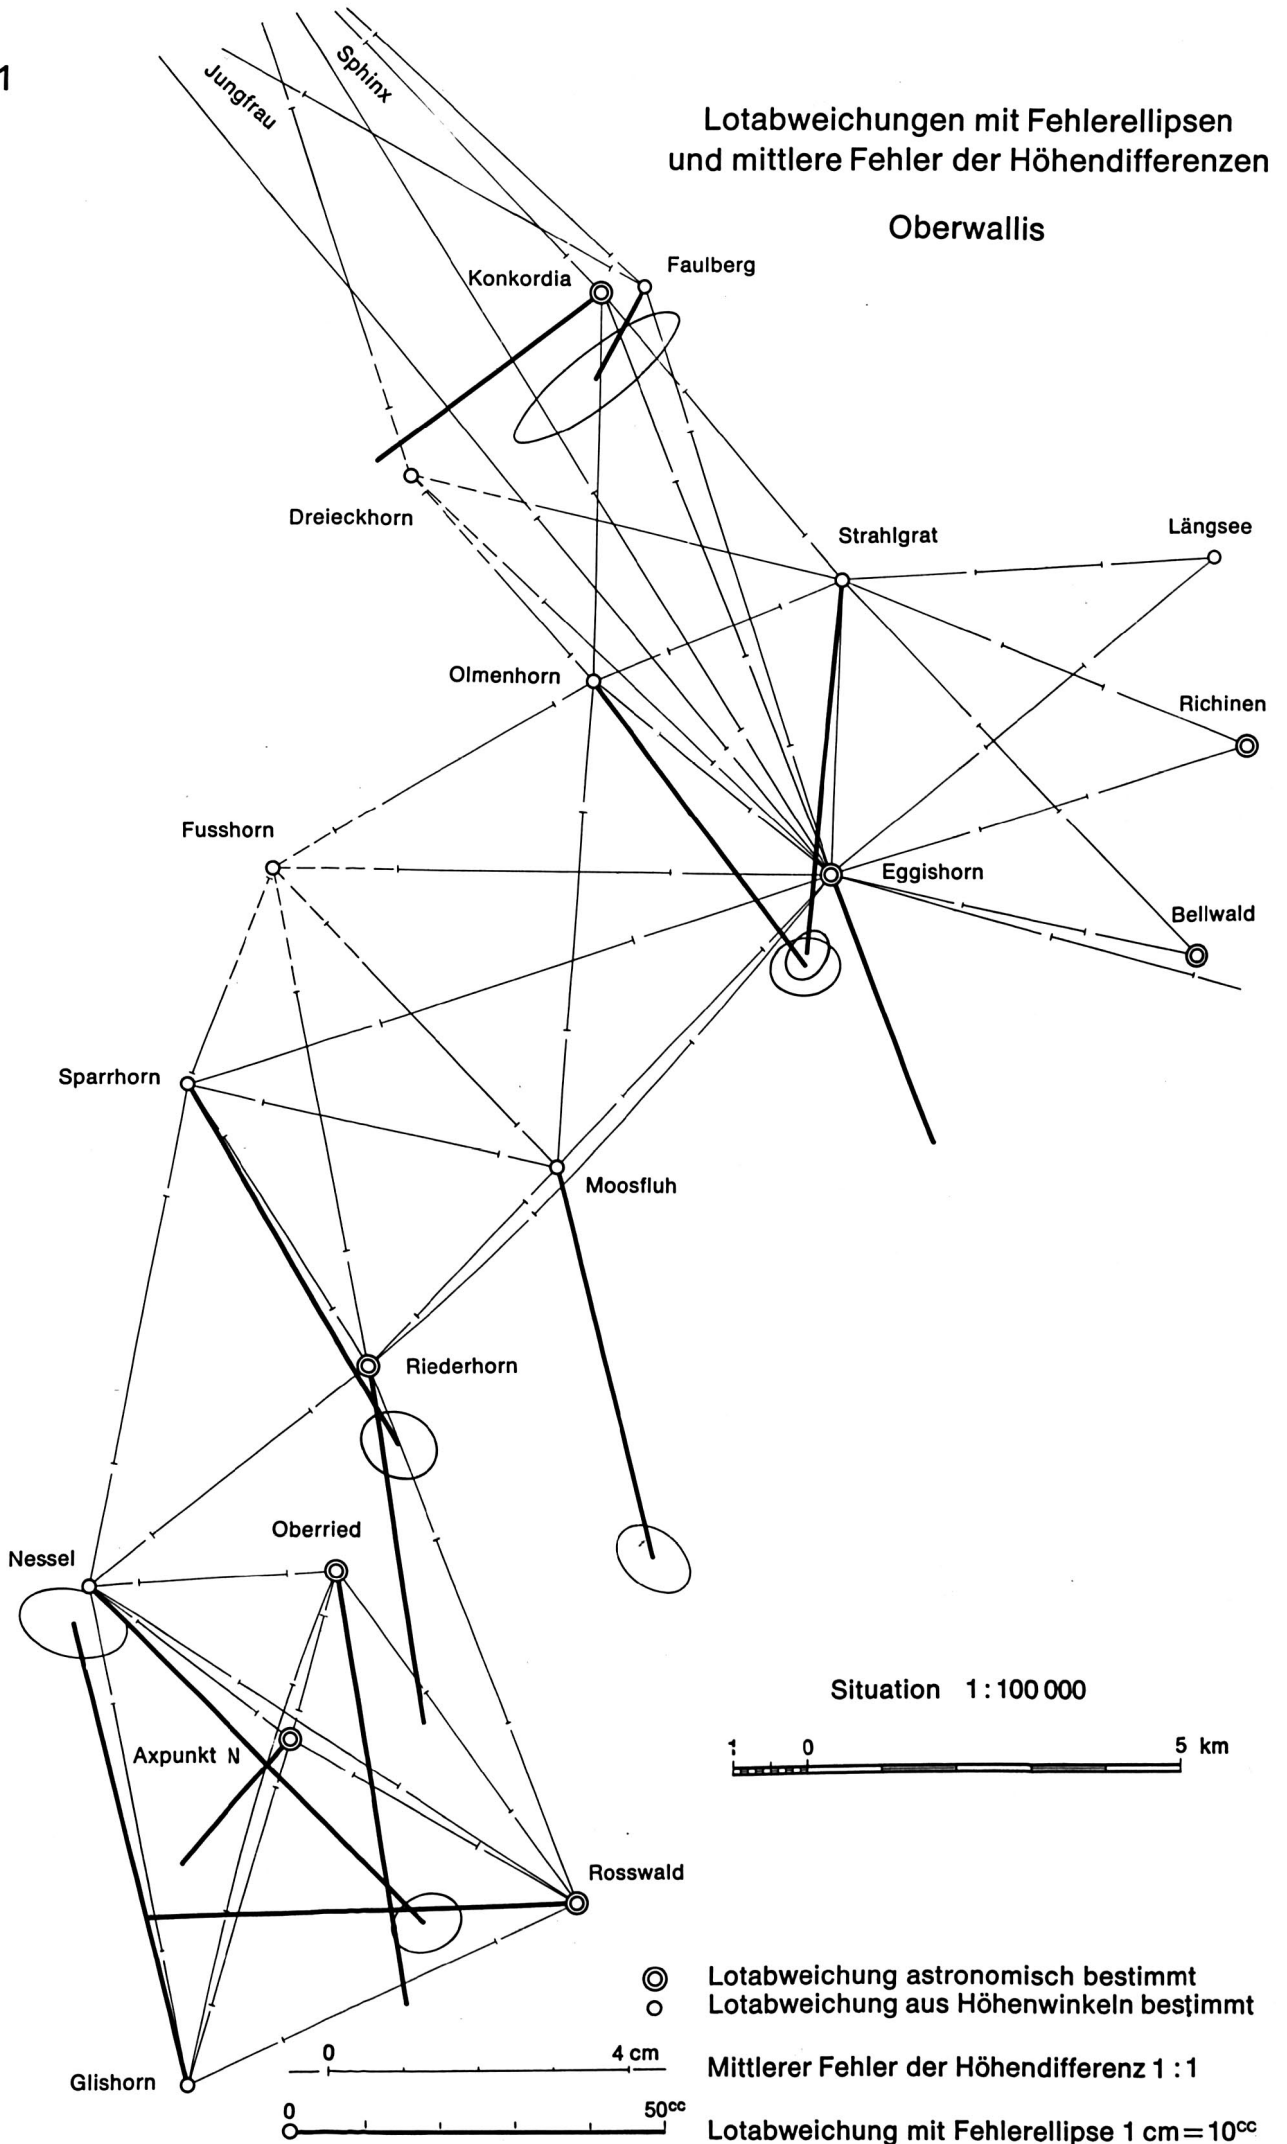 1
Jungfrau
Sphinx
Lotabweichungen mit Fehlerellipsen
und mittlere Fehler der Höhendifferenzen
Oberwallis
Konkordia
Faulberg
Dreieckhorn
Strahlgrat
Längsee
Olmenhorn
Richinen
Fusshorn
Eggishorn
Bellwald
Sparrhorn
Moosfluh
Riederhorn
Oberried
Nessel
Situation 1:100 000
1 0 5 km
Axpunkt N
Rosswald
Lotabweichung astronomisch bestimmt
Lotabweichung aus Höhenwinkeln bestimmt
0 4 cm
Mittlerer Fehler der Höhendifferenz 1:1
Glishorn
0 50cc
Lotabweichung mit Fehlerellipse 1 cm=10cc